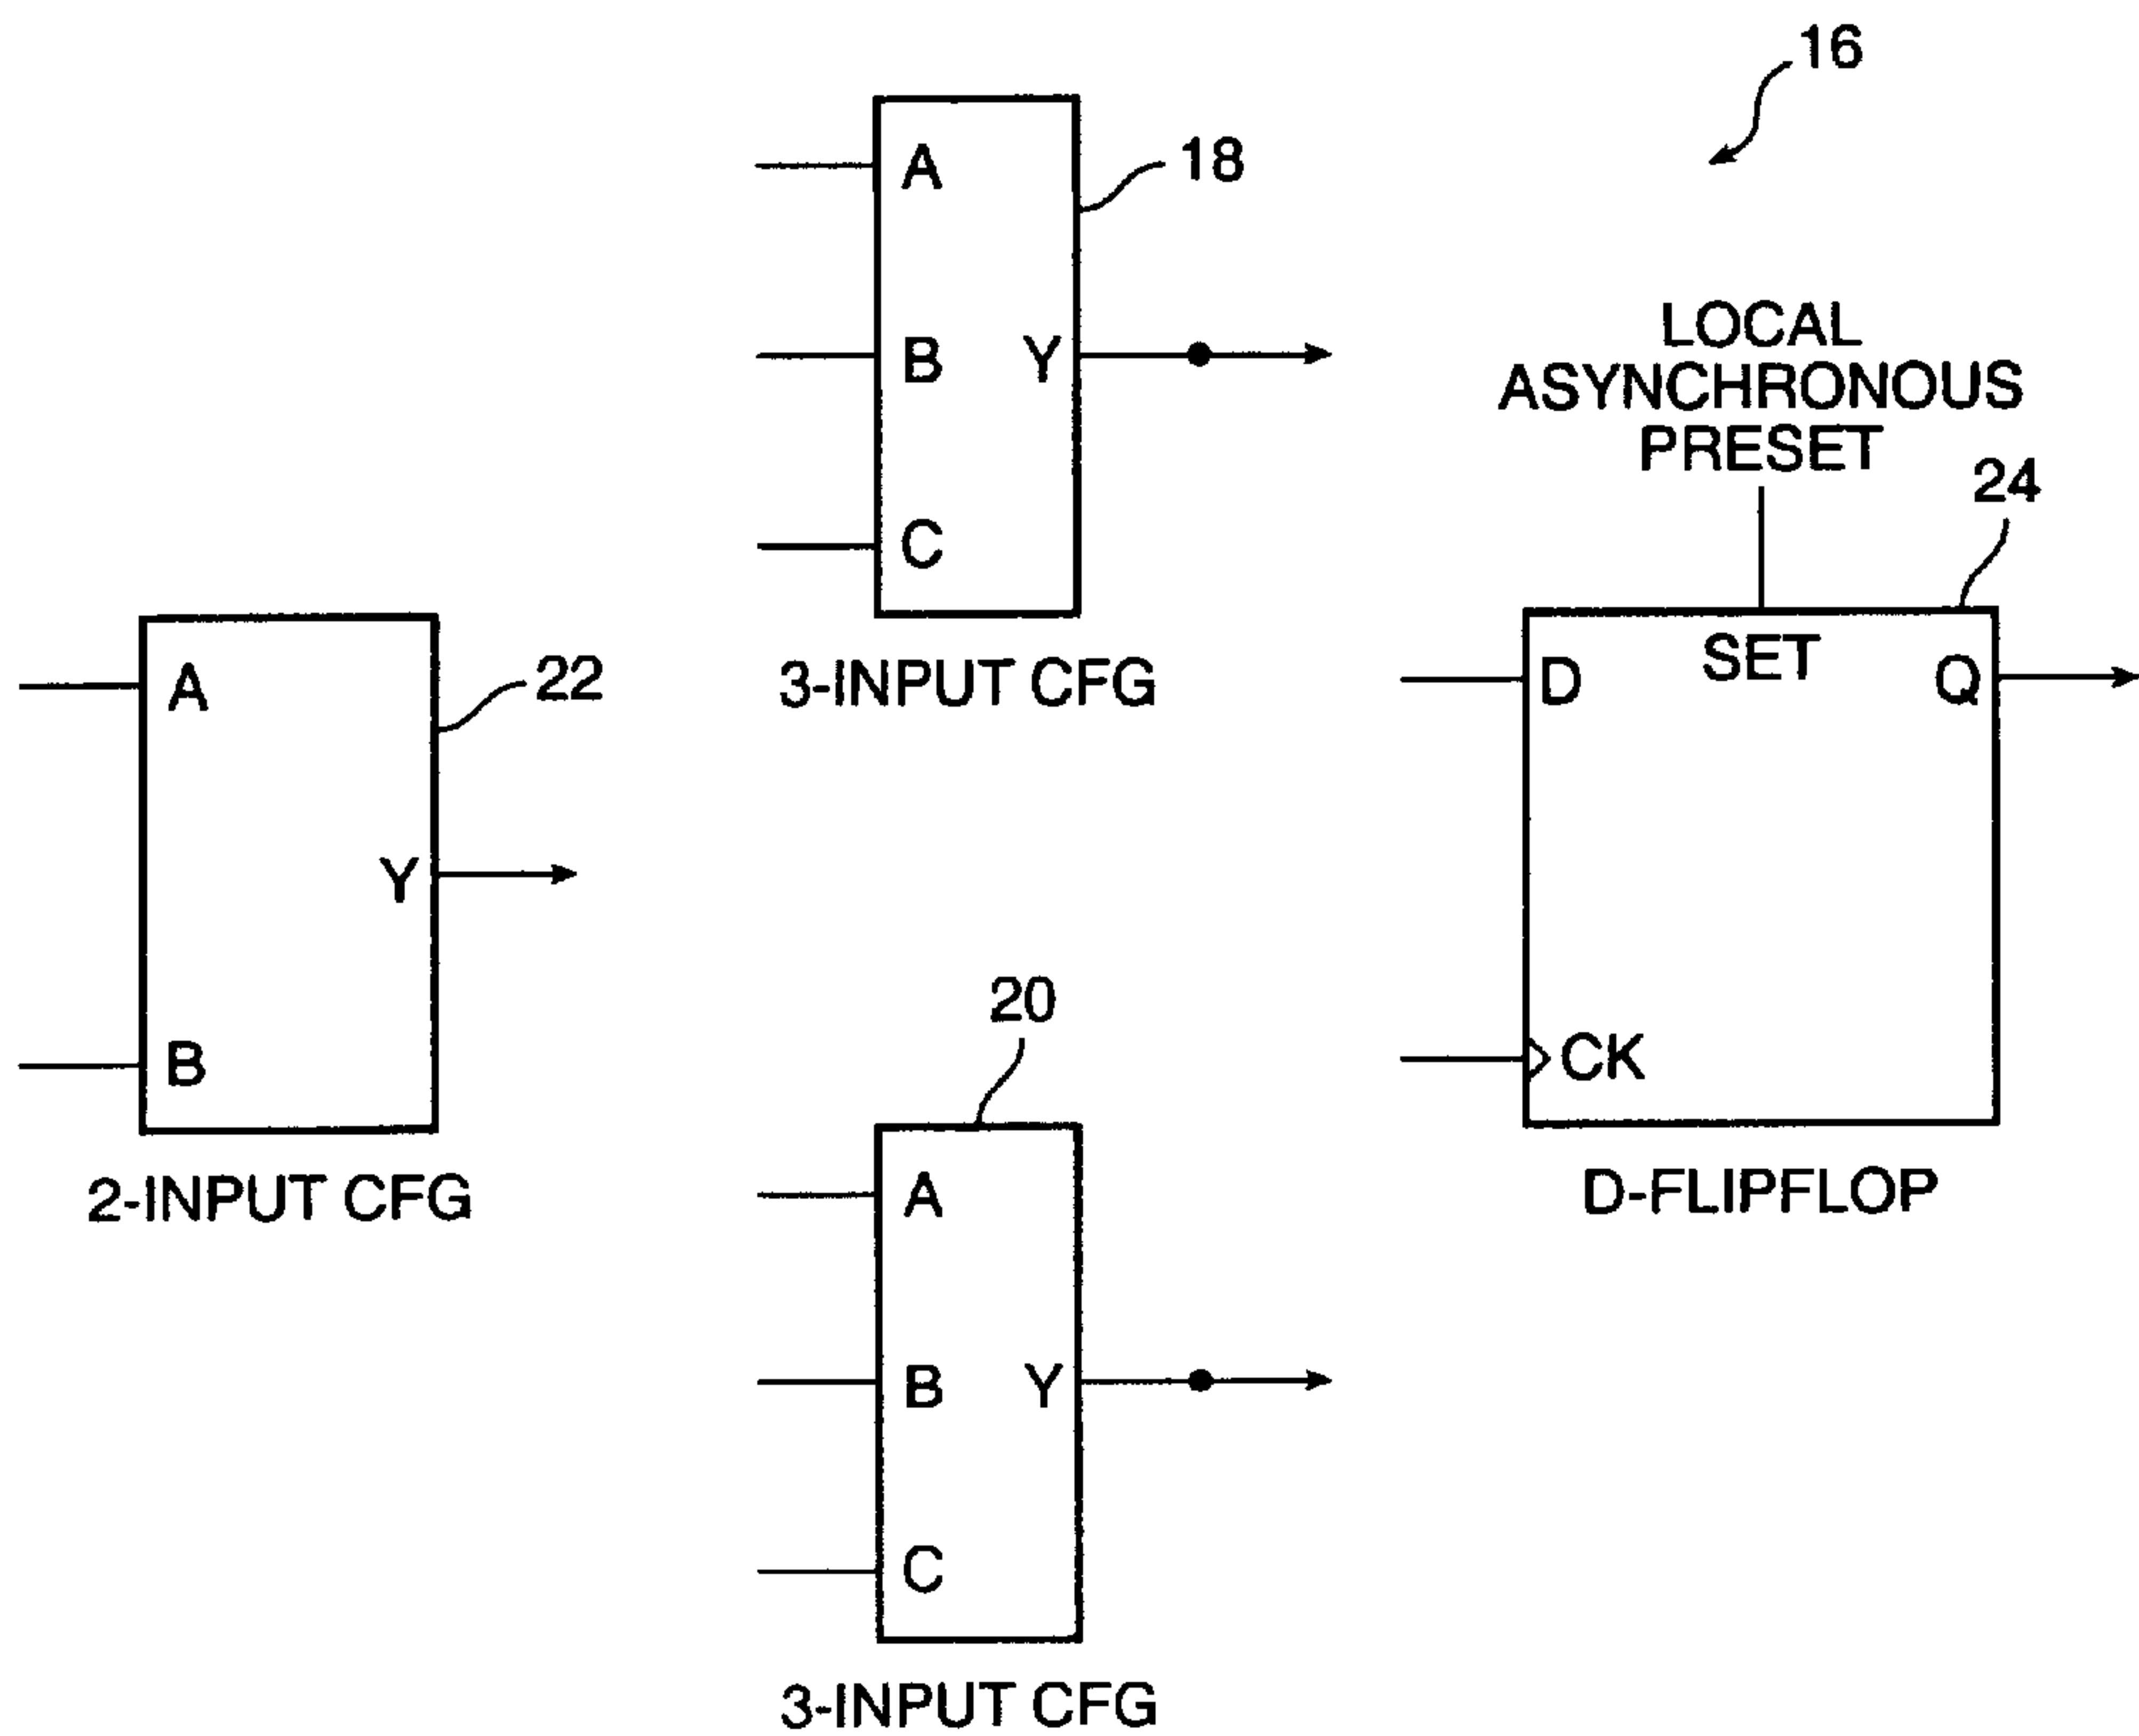 16
A
18
B
Y
C
3-INPUT CFG
LOCAL
ASYNCHRONOUS
PRESET
24
A
22
Y
B
2-INPUT CFG
D
SET
Q
CK
D-FLIPFLOP
20
A
B
Y
C
3-INPUT CFG